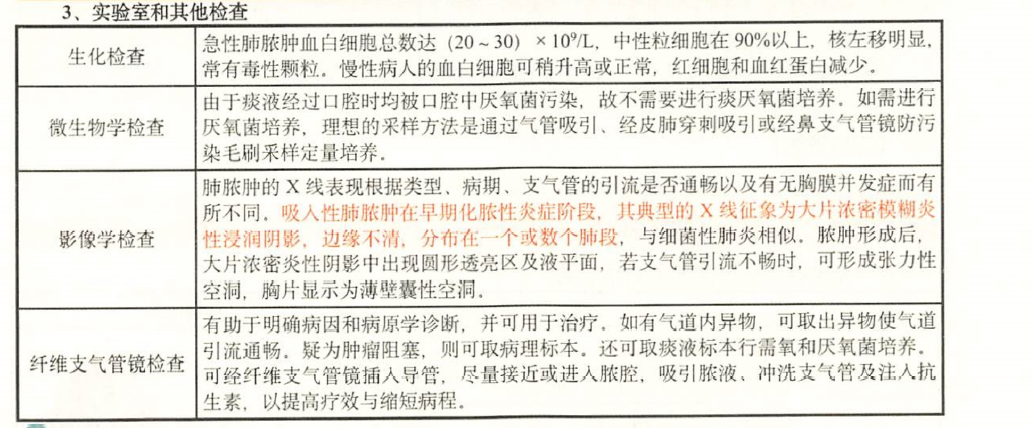 3、实验室和其他检查
生化检查
急性肺脓肿血白细胞总数达（20~30）×10⁹/L，中性粒细胞在90%以上，核左移明显，
常有毒性颗粒。慢性病人的血白细胞可稍升高或正常，红细胞和血红蛋白减少。
微生物学检查
由于痰液经过口腔时均被口腔中厌氧菌污染，故不需要进行痰厌氧菌培养。如需进行
厌氧菌培养，理想的采样方法是通过气管吸引、经皮肺穿刺吸引或经鼻支气管镜防污
染毛刷采样定量培养。
影像学检查
肺脓肿的X线表现根据类型、病期、支气管的引流是否通畅以及有无胸膜并发症而有
所不同。吸入性肺脓肿在早期化脓性炎症阶段，其典型的X线征象为大片浓密模糊炎
性浸润阴影，边缘不清，分布在一个或数个肺段，与细菌性肺炎相似。脓肿形成后，
大片浓密炎性阴影中出现圆形透亮区及液平面，若支气管引流不畅时，可形成张力性
空洞，胸片显示为薄壁囊性空洞。
纤维支气管镜检查
有助于明确病因和病原学诊断，并可用于治疗。如有气道内异物，可取出异物使气道
引流通畅。疑为肿瘤阻塞，则可取病理标本。还可取痰液标本行需氧和厌氧菌培养。
可经纤维支气管镜插入导管，尽量接近或进入脓腔，吸引脓液、冲洗支气管及注入抗
生素，以提高疗效与缩短病程。